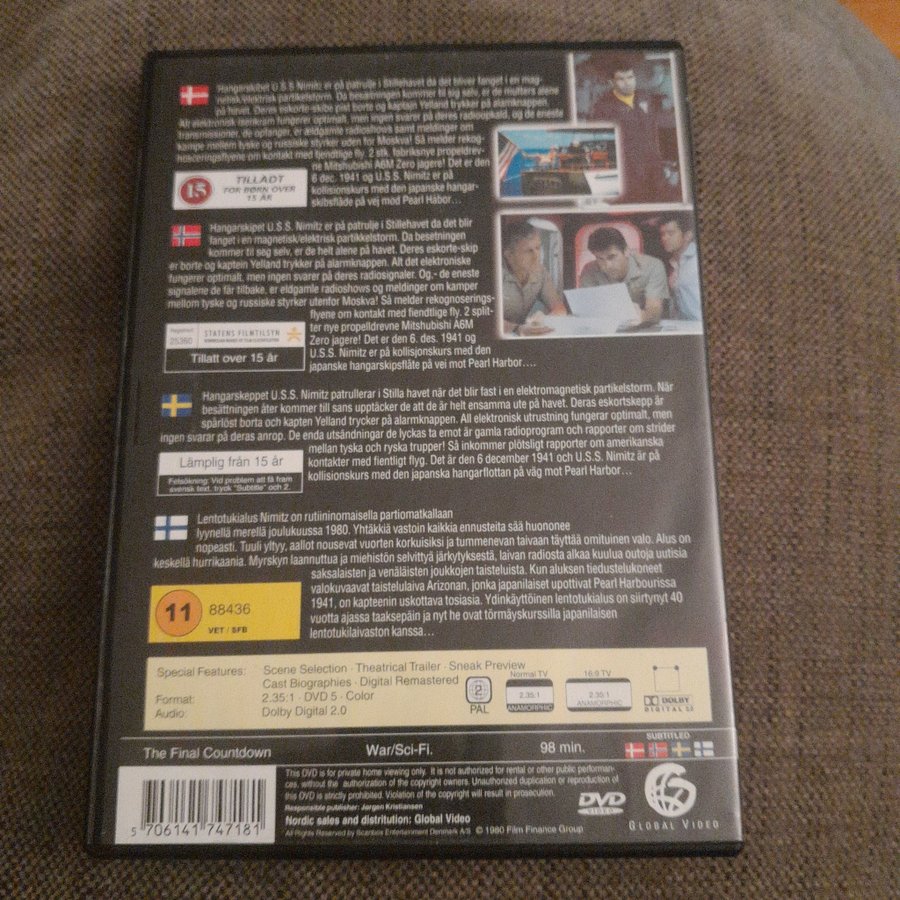 Hangarskibet U.S.S Nimitz er på patrulje i Stillehavet da det bliver fanget i en mag-
netisk/elektrisk partikelstorm. Da besætningen kommer til sig selv, er de mutters alene
på havet. Deres eskorte-skibe pist borte og kaptajn Yelland trykker på alarmknappen.
Alt elektronisk fungerer optimalt, men ingen svarer på deres radioopkald, og de eneste
transmissioner, de opfanger, er ældgamle radioshows samt meldinger om
kampe mellem tyske og russiske styrker uden for Moskva! Så melder rekog-
nosceringsflyene om kontakt med fjendtlige fly. 2 stk. fabriksnye propeldrev-
ne Mitshubishi A6M Zero jagere! Det er den
6 dec. 1941 og U.S.S. Nimitz er på
kollisionskurs med den japanske hangar-
skibsflåde på vej mod Pearl Habor...
15
TILLADT
FOR BØRN OVER
15 ÅR
Hangarskipet U.S.S. Nimitz er på patrulje i Stillehavet da det blir
fanget i en magnetisk/elektrisk partikkelstorm. Da besetningen
kommer til seg selv, er de helt alene på havet. Deres eskorte-skip
er borte og kaptein Yelland trykker på alarmknappen. Alt det elektroniske
fungerer optimalt, men ingen svarer på deres radiosignaler. Og.- de eneste
signalene de får tilbake, er eldgamle radioshows og meldinger om kamper
mellom tyske og russiske styrker utenfor Moskva! Så melder rekognoserings-
flyene om kontakt med fiendtlige fly. 2 split-
ter nye propelldrevne Mitshubishi A6M
Zero jagere! Det er den 6. des. 1941 og
U.S.S. Nimitz er på kollisjonskurs med den
japanske hangarskipsflåte på vei mot Pearl Harbor....
Registrert
25360
STATENS FILMTILSYN
Tillatt over 15 år
Hangarskeppet U.S.S. Nimitz patrullerar i Stilla havet när det blir fast i en elektromagnetisk partikelstorm. När
besättningen åter kommer till sans upptäcker de att de är helt ensamma ute på havet. Deras eskortskepp är
spårlöst borta och kapten Yelland trycker på alarmknappen. All elektronisk utrustning fungerar optimalt, men
ingen svarar på deras anrop. De enda utsändningar de lyckas ta emot är gamla radioprogram och rapporter om strider
mellan tyska och ryska trupper! Så inkommer plötsligt rapporter om amerikanska
kontakter med fientligt flyg. Det är den 6 december 1941 och U.S.S. Nimitz är på
kollisionskurs med den japanska hangarflottan på väg mot Pearl Harbor...
Lämplig från 15 år
Felsökning: Vid problem att få fram
svensk text, tryck "Subtitle" och 2.
Lentotukialus Nimitz on rutiininomaisella partiomatkallaan
lyynellä merellä joulukuussa 1980. Yhtäkkiä vastoin kaikkia ennusteita sää huononee
nopeasti. Tuuli yltyy, aallot nousevat vuorten korkuisiksi ja tummenevan taivaan täyttää omituinen valo. Alus on
keskellä hurrikaania. Myrskyn laannuttua ja miehistön selvittyä järkytyksestä, laivan radiosta alkaa kuulua outoja uutisia
saksalaisten ja venäläisten joukkojen taisteluista. Kun aluksen tiedustelukoneet
valokuvaavat taistelulaiva Arizonan, jonka japanilaiset upottivat Pearl Harbourissa
1941, on kapteenin uskottava tosiasia. Ydinkäyttöinen lentotukialus on siirtynyt 40
vuotta ajassa taaksepäin ja nyt he ovat törmäyskurssilla japanilaisen
lentotukilaivaston kanssa...
11
88436
VET / SFB
Special Features: Scene Selection · Theatrical Trailer · Sneak Preview
Cast Biographies · Digital Remastered
Format: 2.35:1 · DVD 5 · Color
Audio: Dolby Digital 2.0
2
PAL
Normal TV
2.35:1
ANAMORPHIC
16:9 TV
2.35:1
ANAMORPHIC
DOLBY
DIGITAL 2.0
The Final Countdown War/Sci-Fi. 98 min.
SUBTITLED
5 706141 747181
This DVD is for private home viewing only. It is not authorized for rental or other public performan-
ces, without the authorization of the copyright owners. Unauthorized duplication or reproduction of
this DVD is strictly prohibited. Violation of the copyright will result in prosecution.
Responsible publisher: Jørgen Kristiansen
Nordic sales and distribution: Global Video
All Rights Reserved by Scanbox Entertainment Denmark A/S © 1980 Film Finance Group
DVD
VIDEO
GLOBAL VIDEO